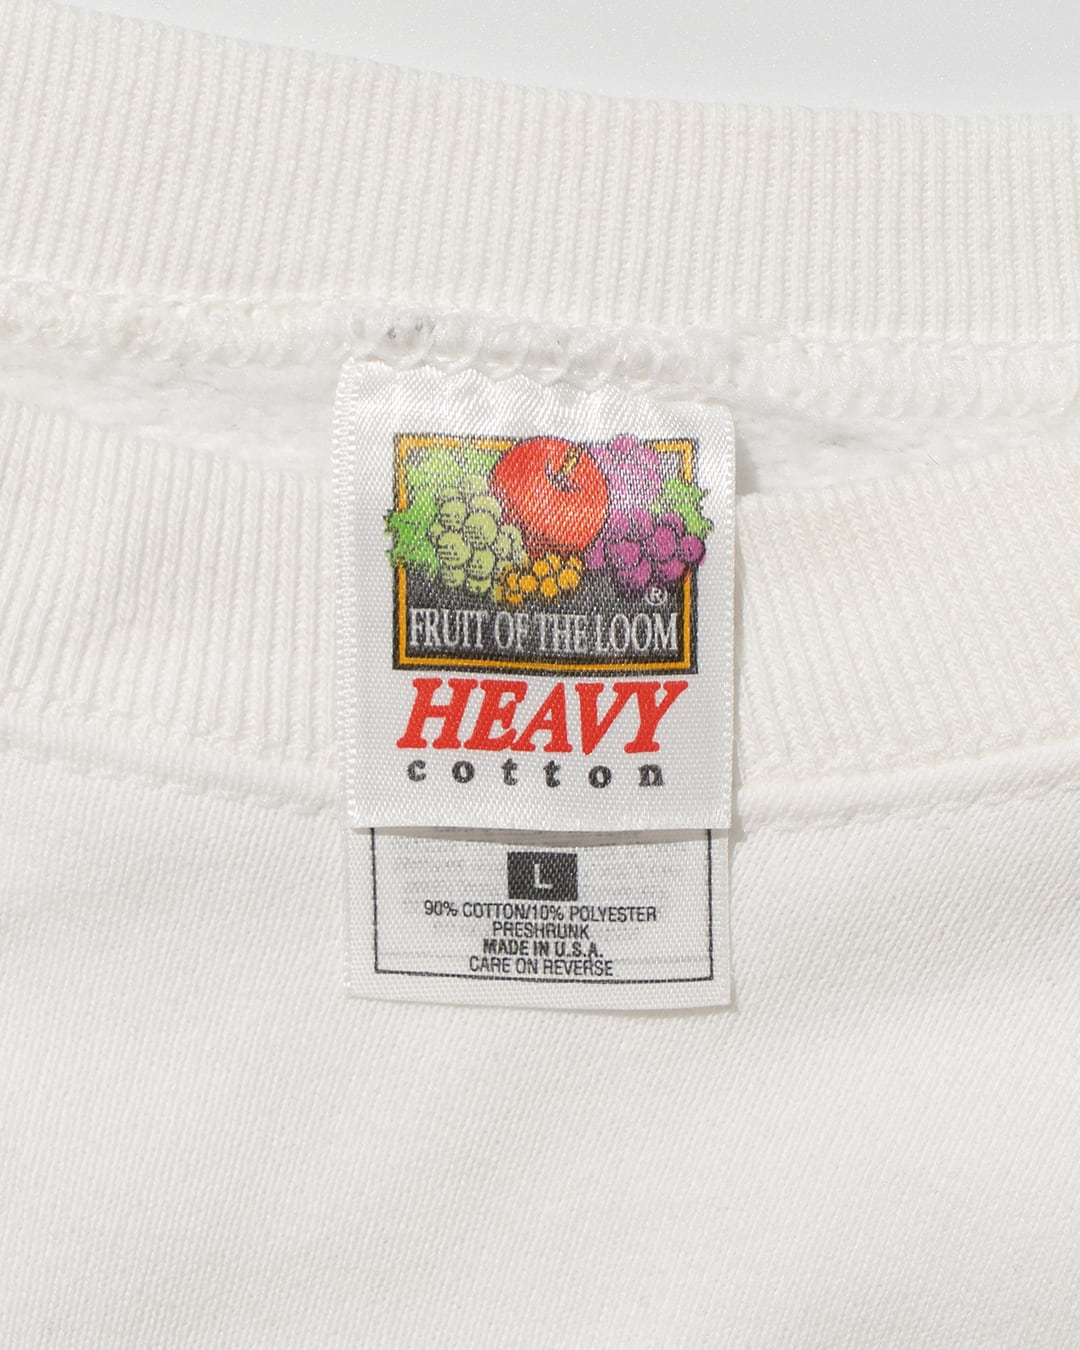 ®
FRUIT OF THE LOOM
HEAVY
cotton
L
90% COTTON/10% POLYESTER
PRESHRUNK
MADE IN U.S.A.
CARE ON REVERSE